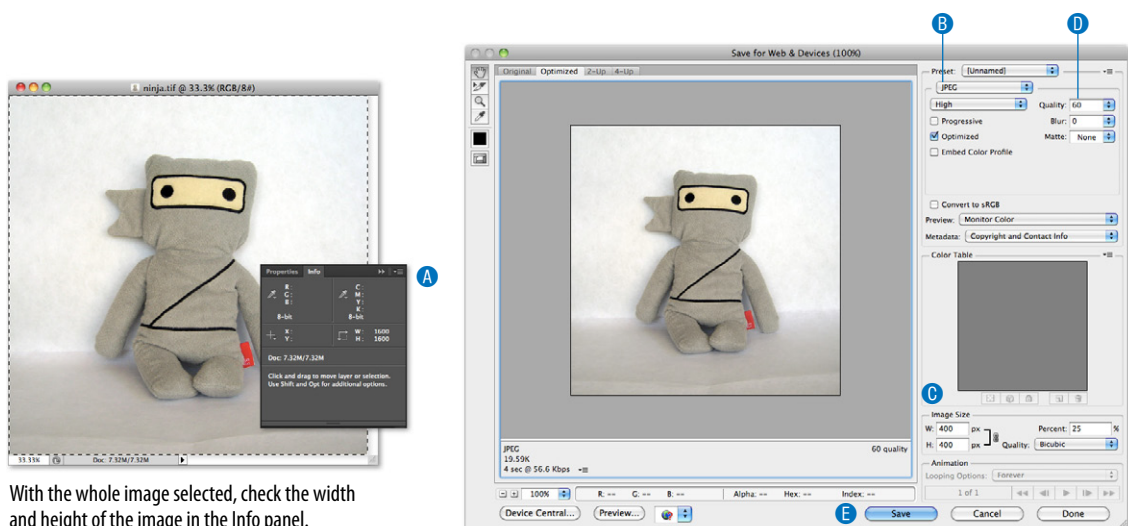 B
D
Save for Web & Devices (100%)
Original Optimized 2-Up 4-Up
Preset: [Unnamed]
JPEG
High Quality: 60
Progressive Blur: 0
Optimized Matte: None
Embed Color Profile
Convert to sRGB
Preview: Monitor Color
Metadata: Copyright and Contact Info
Color Table
C
Image Size
W: 400 px Percent: 25 %
H: 400 px Quality: Bicubic
Animation
Looping Options: Forever
1 of 1
JPEG 60 quality
19.59K
4 sec @ 56.6 Kbps
100% R: -- G: -- B: -- Alpha: -- Hex: -- Index: --
Device Central... Preview... E Save Cancel Done
ninja.tif @ 33.3% (RGB/8#)
A
Properties Info
R: C:
G: M:
B: Y:
K:
8-bit 8-bit
X: W: 1600
Y: H: 1600
Doc: 7.32M/7.32M
Click and drag to move layer or selection.
Use Shift and Opt for additional options.
33.33% Doc: 7.32M/7.32M
With the whole image selected, check the width
and height of the image in the Info panel.